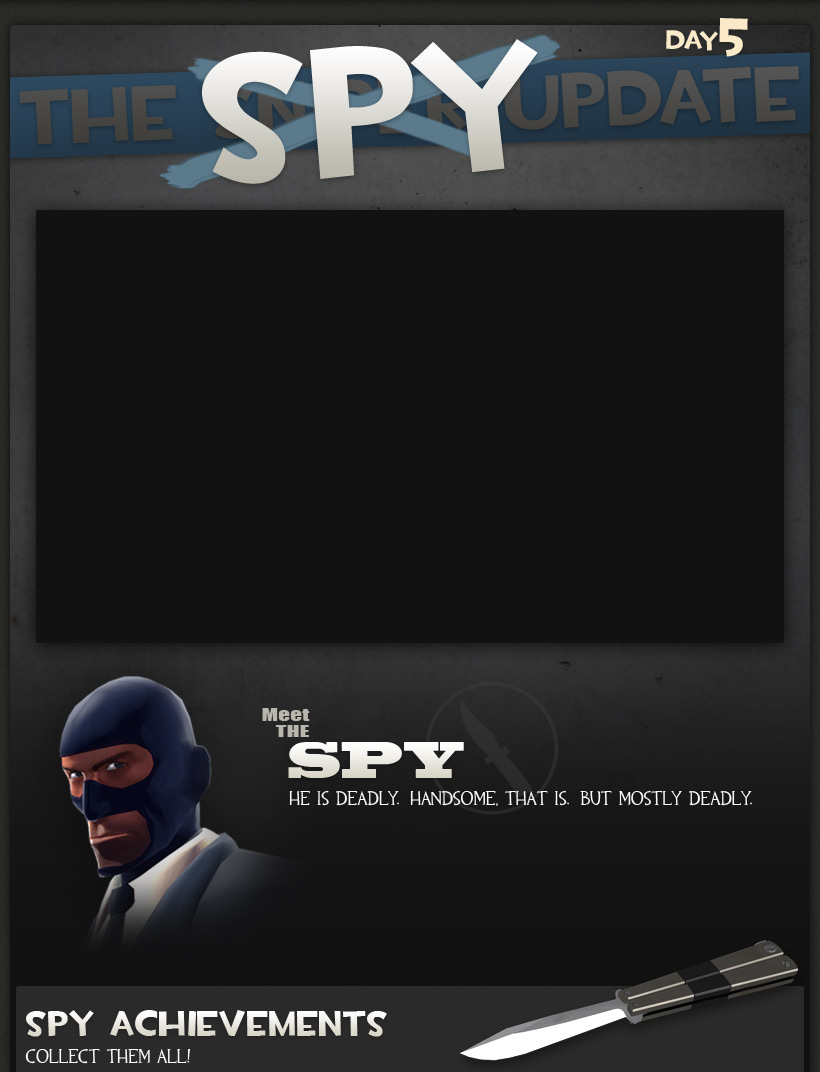 DAY5
THE SPY UPDATE
Meet
THE
SPY
HE IS DEADLY. HANDSOME, THAT IS. BUT MOSTLY DEADLY.
SPY ACHIEVEMENTS
COLLECT THEM ALL!